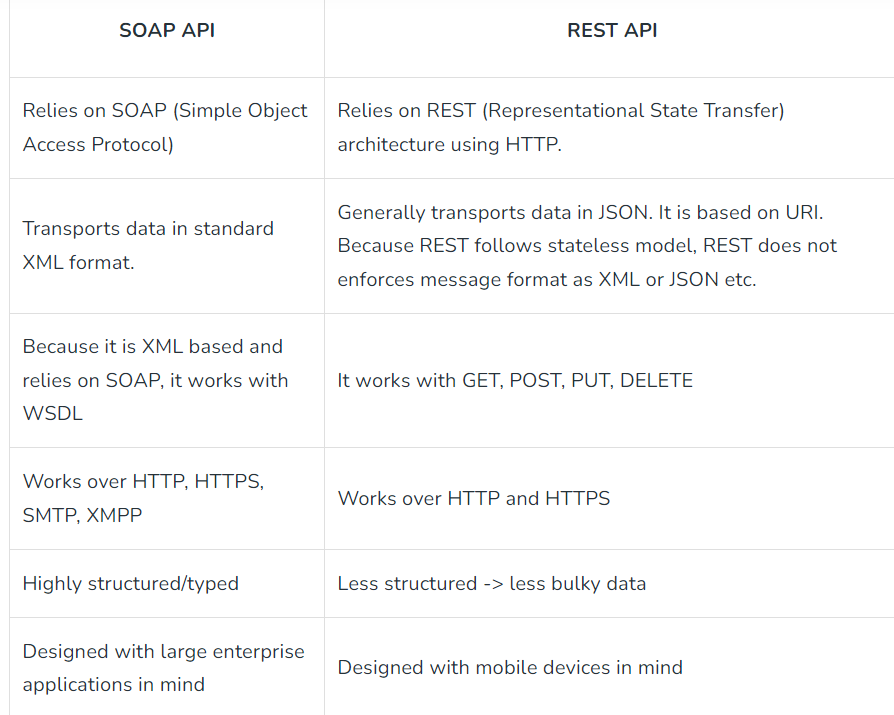 SOAP API
REST API
Relies on SOAP (Simple Object
Access Protocol)
Relies on REST (Representational State Transfer)
architecture using HTTP.
Transports data in standard
XML format.
Generally transports data in JSON. It is based on URI.
Because REST follows stateless model, REST does not
enforces message format as XML or JSON etc.
Because it is XML based and
relies on SOAP, it works with
WSDL
It works with GET, POST, PUT, DELETE
Works over HTTP, HTTPS,
SMTP, XMPP
Works over HTTP and HTTPS
Highly structured/typed
Less structured -> less bulky data
Designed with large enterprise
applications in mind
Designed with mobile devices in mind